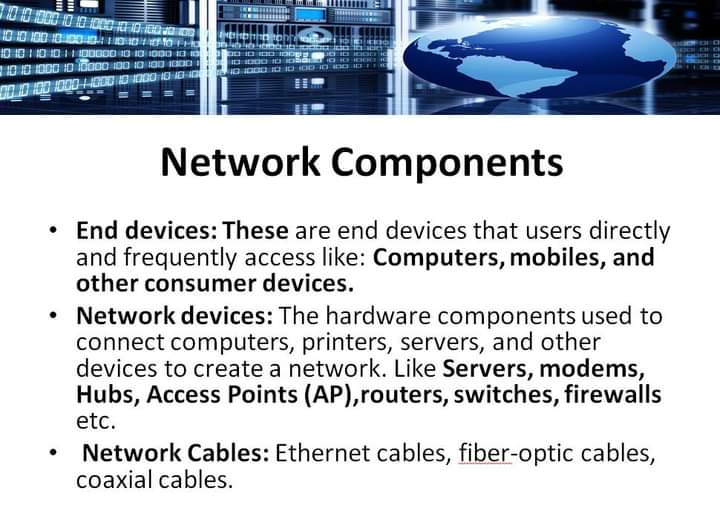 Network Components
• End devices: These are end devices that users directly
and frequently access like: Computers, mobiles, and
other consumer devices.
• Network devices: The hardware components used to
connect computers, printers, servers, and other
devices to create a network. Like Servers, modems,
Hubs, Access Points (AP),routers, switches, firewalls
etc.
• Network Cables: Ethernet cables, fiber-optic cables,
coaxial cables.